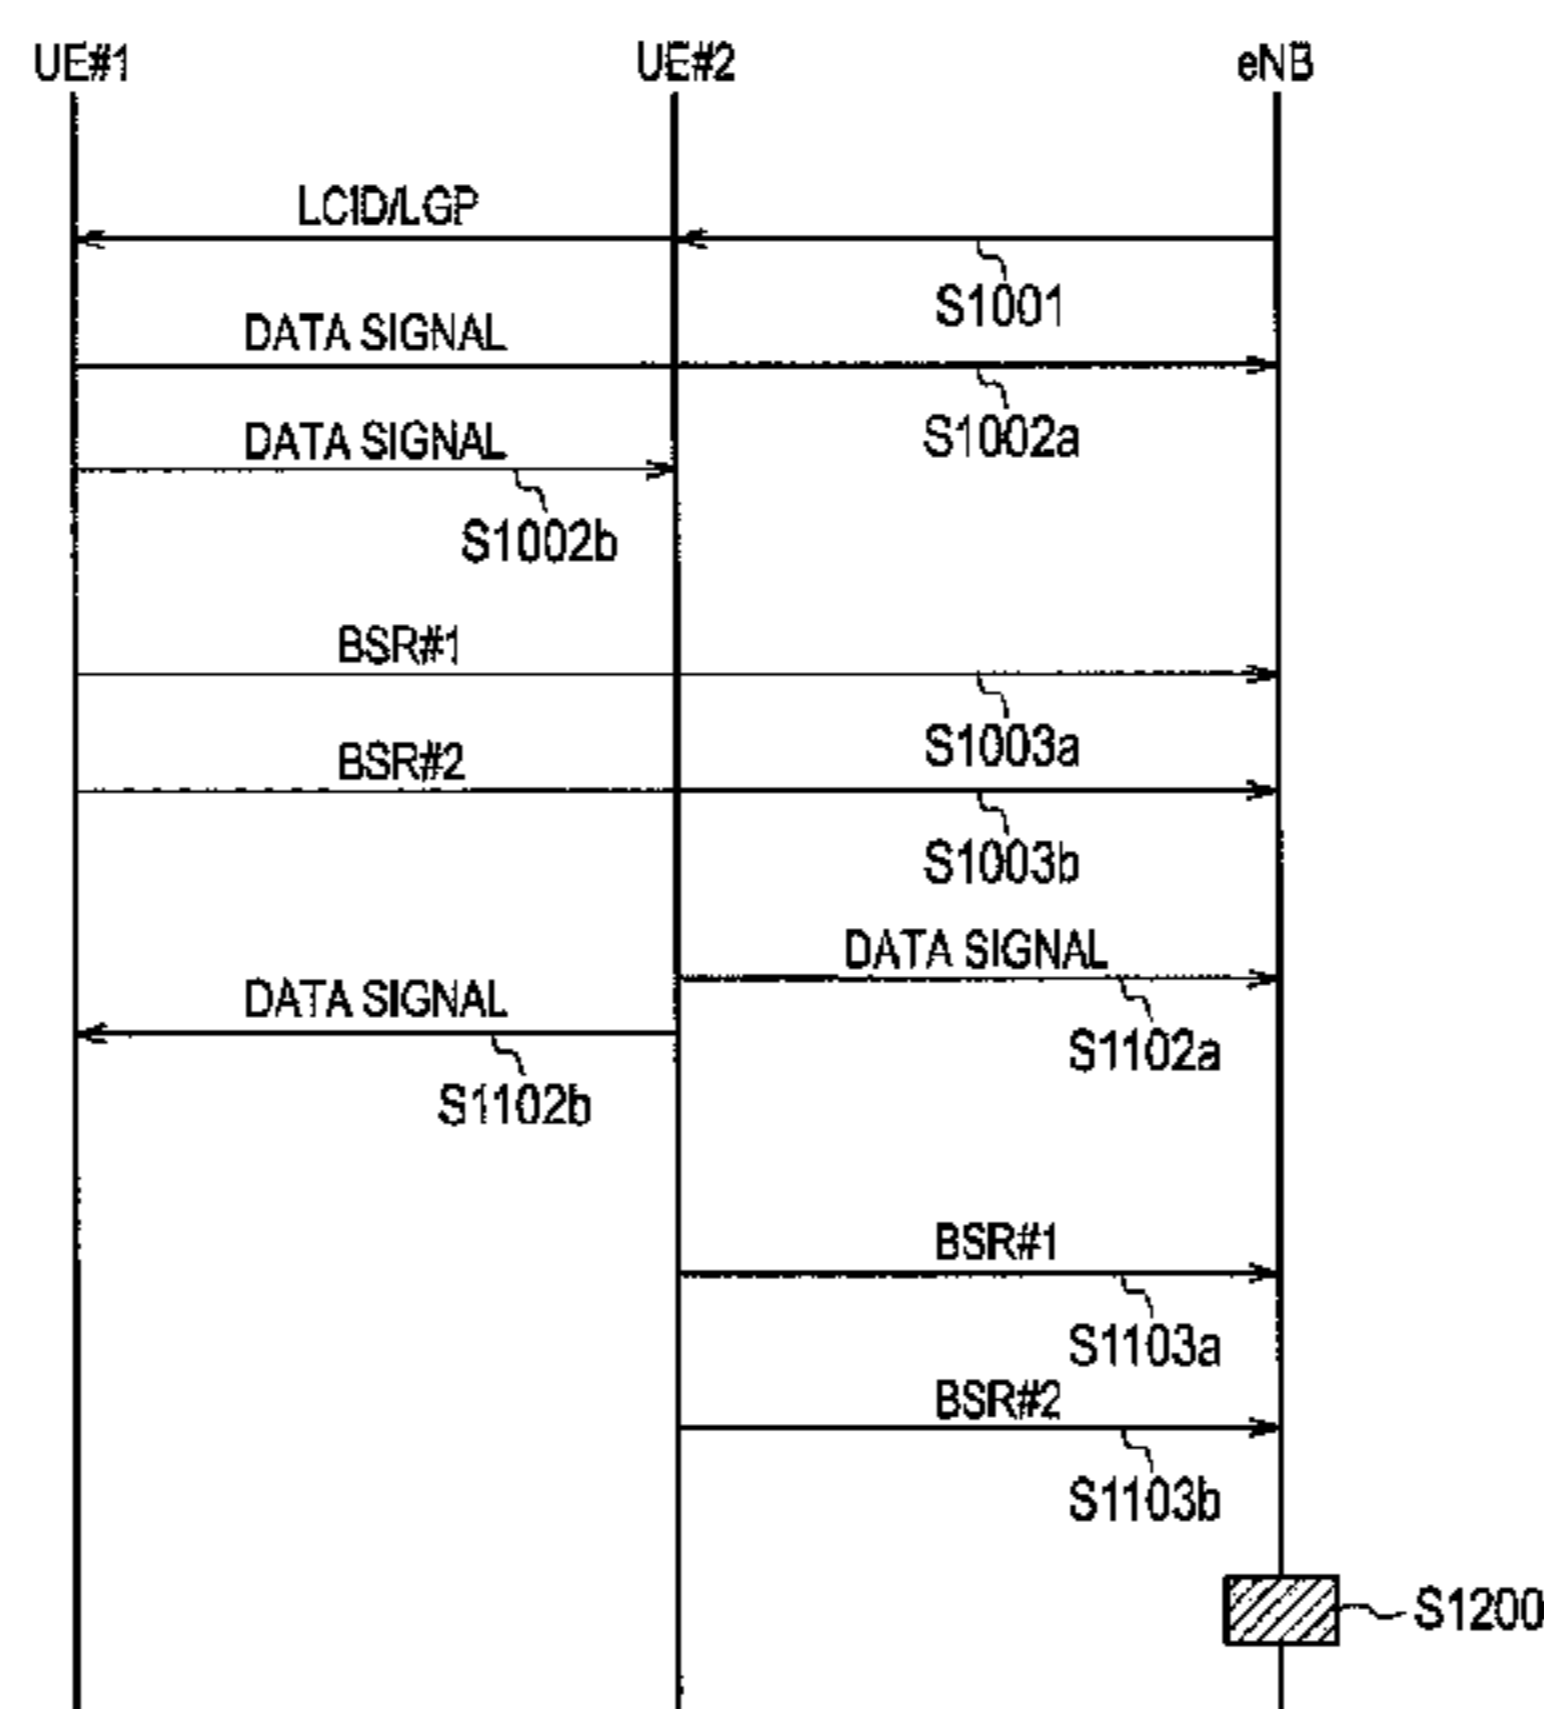 UE#1 UE#2 eNB
LCID/LGP
S1001
DATA SIGNAL
S1002a
DATA SIGNAL
S1002b
BSR#1
S1003a
BSR#2
S1003b
DATA SIGNAL
S1102a
DATA SIGNAL
S1102b
BSR#1
S1103a
BSR#2
S1103b
S1200